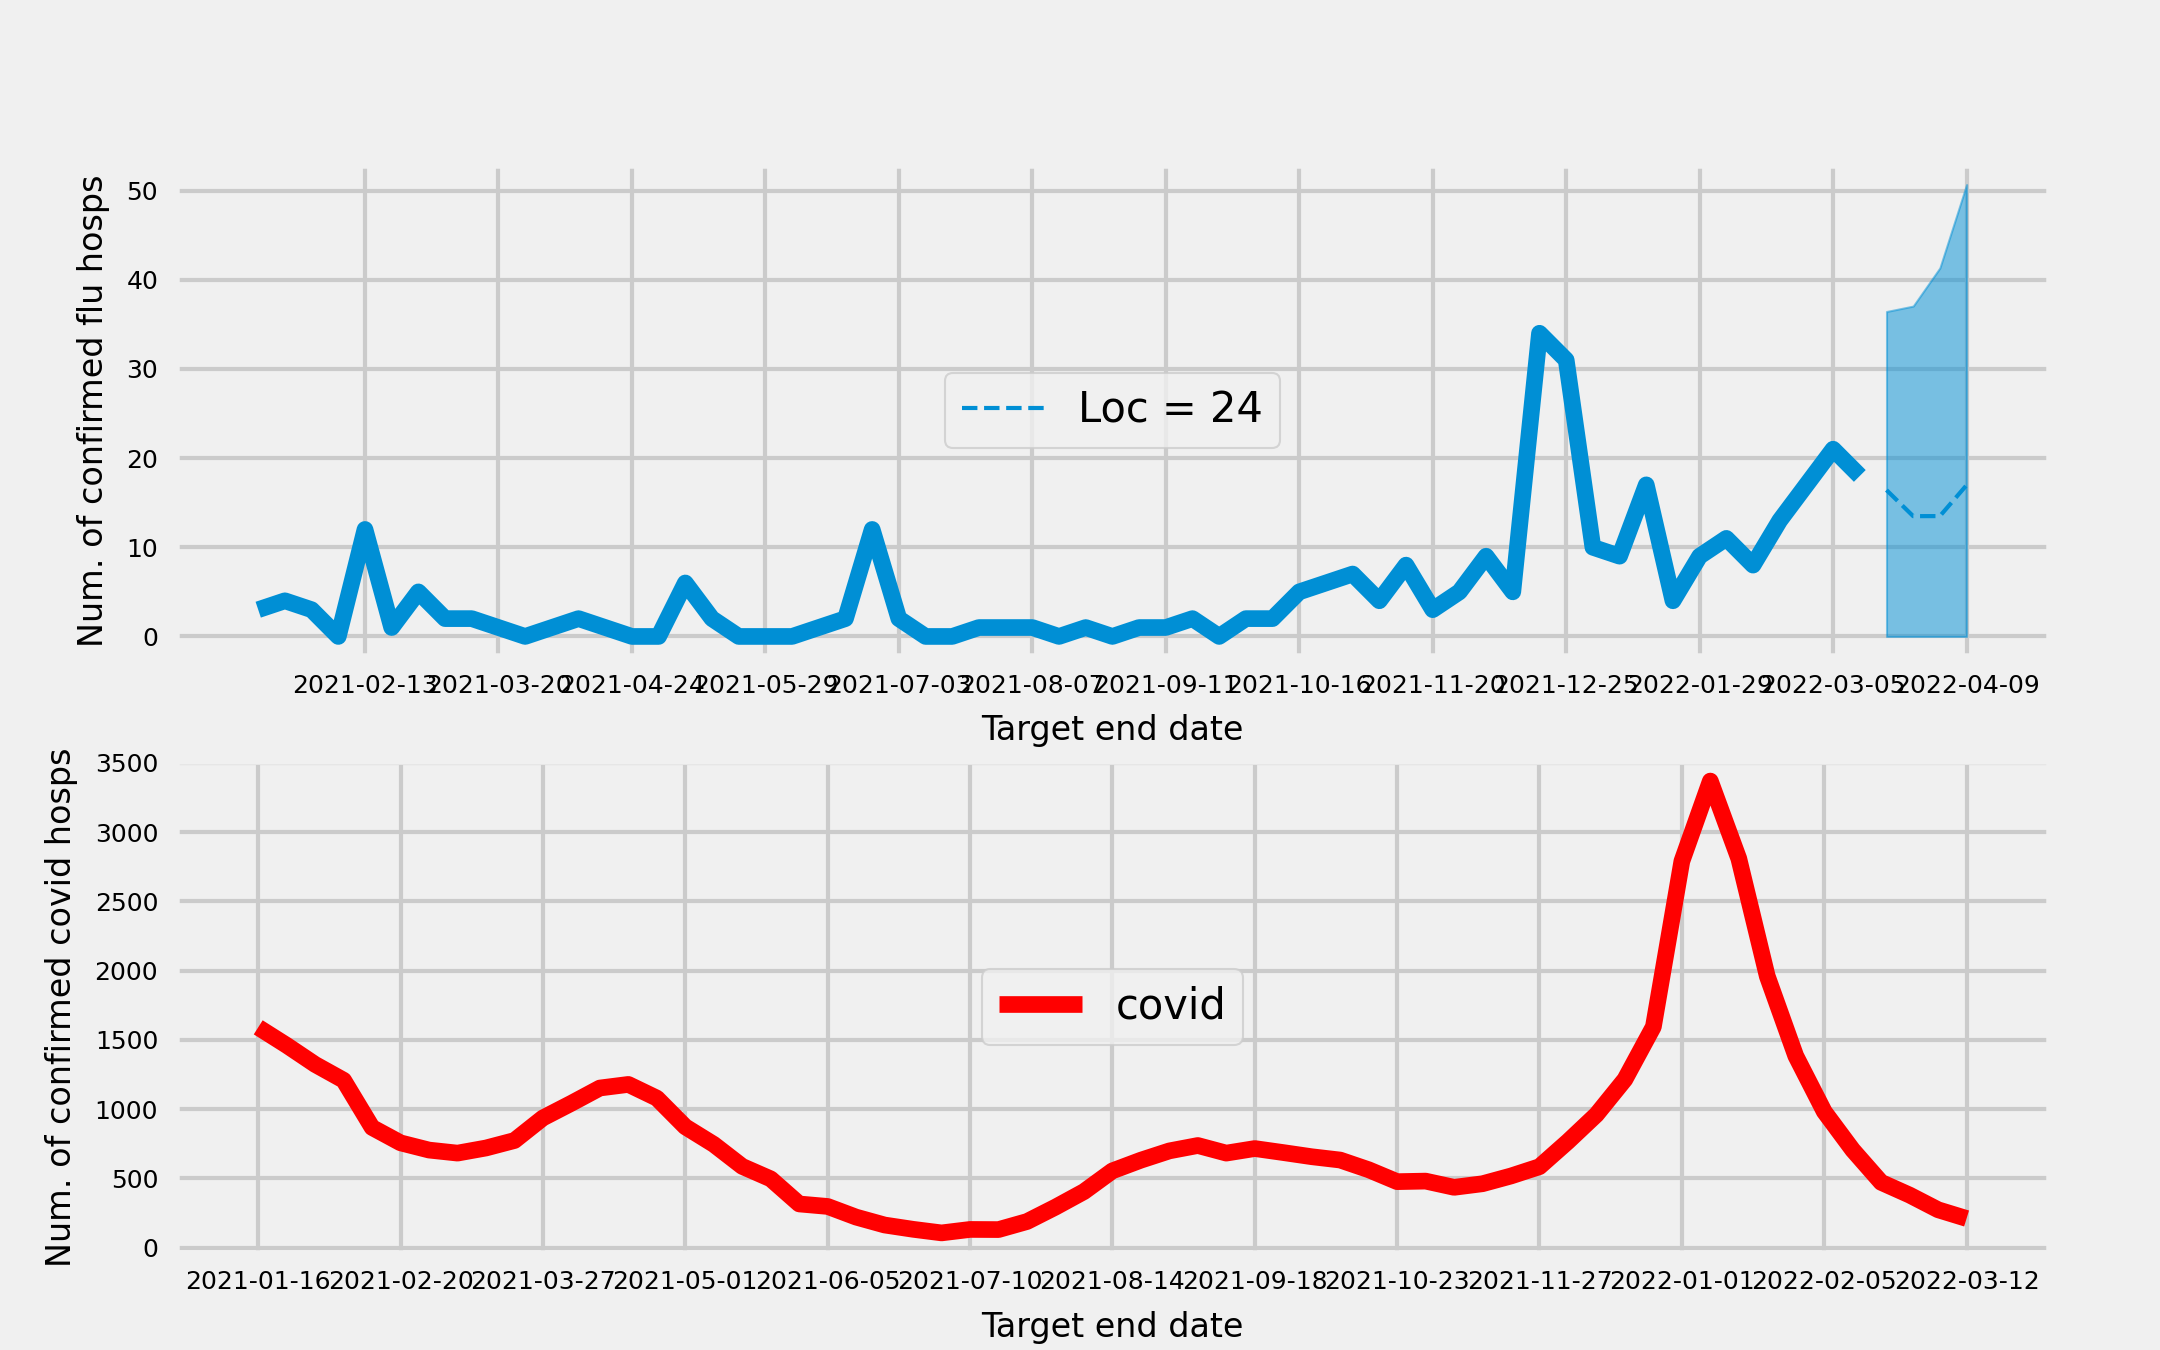 Num. of confirmed flu hosps
50
40
30
20
10
0
Loc = 24
2021-02-13 2021-03-20 2021-04-24 2021-05-29 2021-07-03 2021-08-07 2021-09-11 2021-10-16 2021-11-20 2021-12-25 2022-01-29 2022-03-05 2022-04-09
Target end date
Num. of confirmed covid hosps
3500
3000
2500
2000
1500
1000
500
0
covid
2021-01-16 2021-02-20 2021-03-27 2021-05-01 2021-06-05 2021-07-10 2021-08-14 2021-09-18 2021-10-23 2021-11-27 2022-01-01 2022-02-05 2022-03-12
Target end date